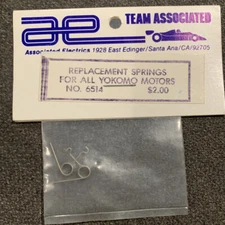 ae
TEAM ASSOCIATED
Associated Electrics 1928 East Edinger/Santa Ana/CA/92705
REPLACEMENT SPRINGS
FOR ALL YOKOMO MOTORS
NO. 6514 $2.00